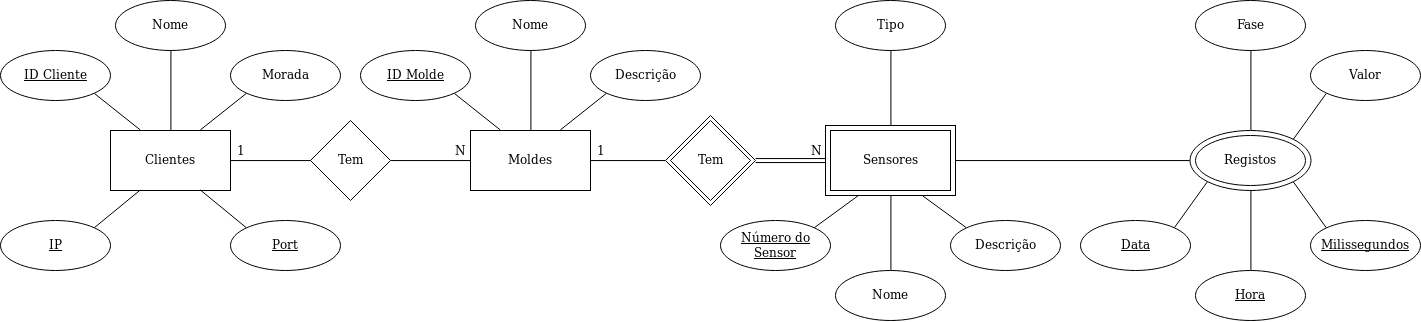 Nome
Nome
Tipo
Fase
ID Cliente
Morada
ID Molde
Descrição
Valor
Clientes
1
Tem
N
Moldes
1
Tem
N
Sensores
Registos
IP
Port
Número do
Sensor
Descrição
Data
Milissegundos
Nome
Hora